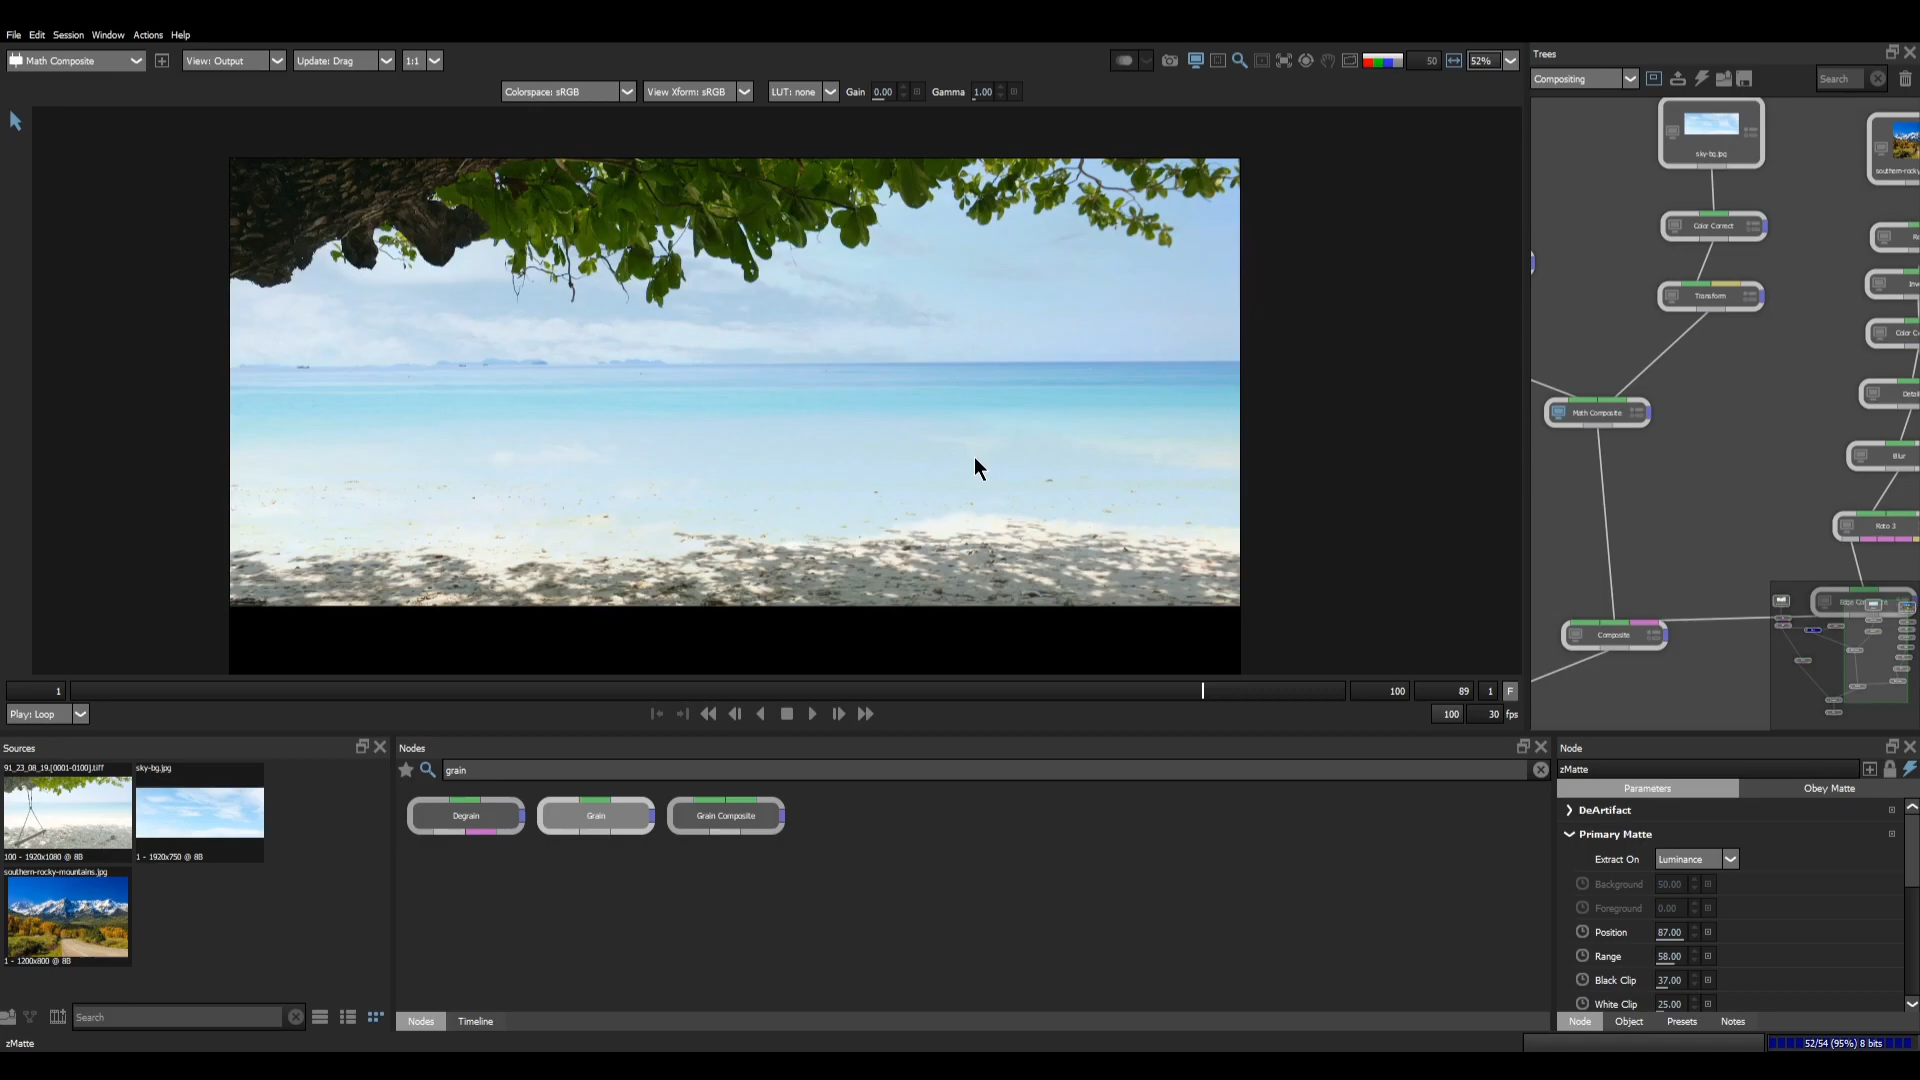 File Edit Session Window Actions Help
Math Composite View: Output Update: Drag 1:1 50 52%
Colorspace: sRGB View Xform: sRGB LUT: none Gain 0.00 Gamma 1.00
Trees
Compositing Search
sky-bg.jpg
southern-rocky
Color Correct
Transform
Math Composite
Color C
Detail
Blur
Roto 3
Composite
1 100 89 1 F
Play: Loop 100 30 fps
Sources
91_23_08_19.[0001-0100].tiff sky-bg.jpg
100 - 1920x1080 @ 8B 1 - 1920x750 @ 8B
southern-rocky-mountains.jpg
1 - 1200x800 @ 8B
Search
Nodes
grain
Degrain Grain Grain Composite
Nodes Timeline
Node
zMatte
Parameters Obey Matte
DeArtifact
Primary Matte
Extract On Luminance
Background 50.00
Foreground 0.00
Position 87.00
Range 58.00
Black Clip 37.00
White Clip 25.00
Node Object Presets Notes
zMatte 52/54 (95%) 8 bits